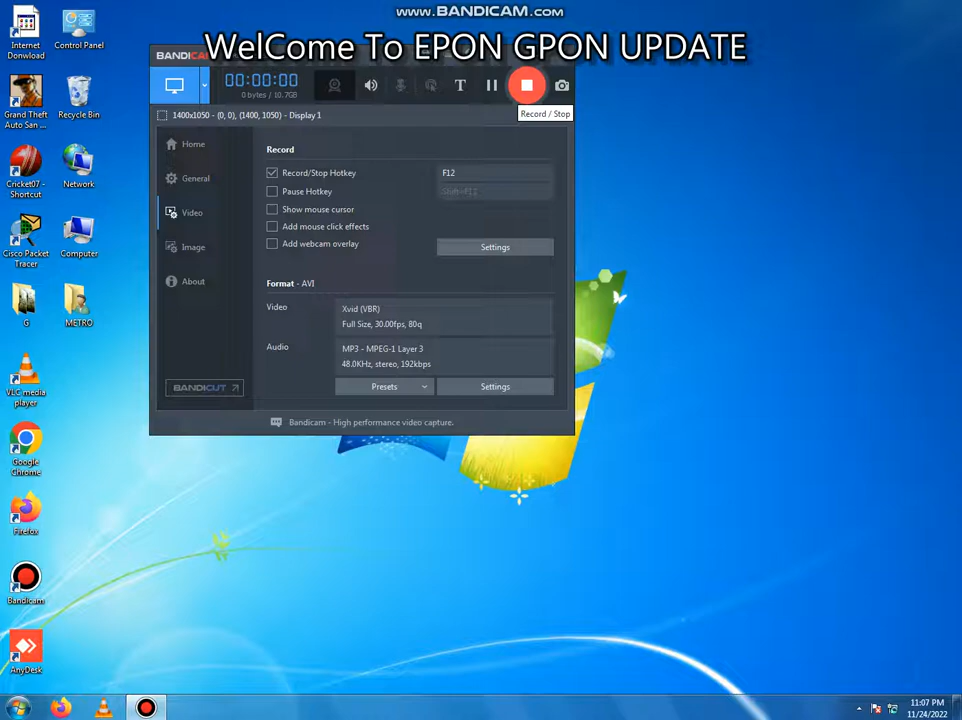 www.BANDICAM.com
WelCome To EPON GPON UPDATE
BANDICA
00:00:00
0 bytes / 10.7GB
T
Record / Stop
1400x1050 - (0, 0), (1400, 1050) - Display 1
Home
General
Video
Image
About
BANDICUT
Record
Record/Stop Hotkey
F12
Pause Hotkey
Shift+F12
Show mouse cursor
Add mouse click effects
Add webcam overlay
Settings
Format - AVI
Video
Xvid (VBR)
Full Size, 30.00fps, 80q
Audio
MP3 - MPEG-1 Layer 3
48.0KHz, stereo, 192kbps
Presets
Settings
Bandicam - High performance video capture.
Internet
Donwload
Control Panel
Grand Theft
Auto San ...
Recycle Bin
Cricket07 -
Shortcut
Network
Cisco Packet
Tracer
Computer
G
METRO
VLC media
player
Google
Chrome
Firefox
Bandicam
AnyDesk
11:07 PM
11/24/2022